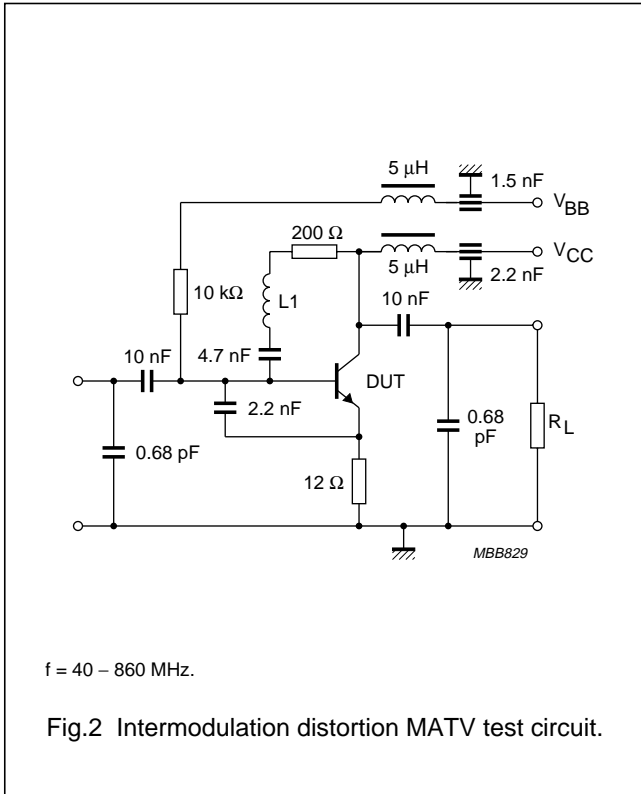 5 μH
1.5 nF
V_BB
200 Ω
V_CC
5 μH
2.2 nF
10 kΩ
L1
10 nF
10 nF
4.7 nF
DUT
2.2 nF
0.68
pF
R_L
0.68 pF
12 Ω
MBB829
f = 40 – 860 MHz.
Fig.2 Intermodulation distortion MATV test circuit.